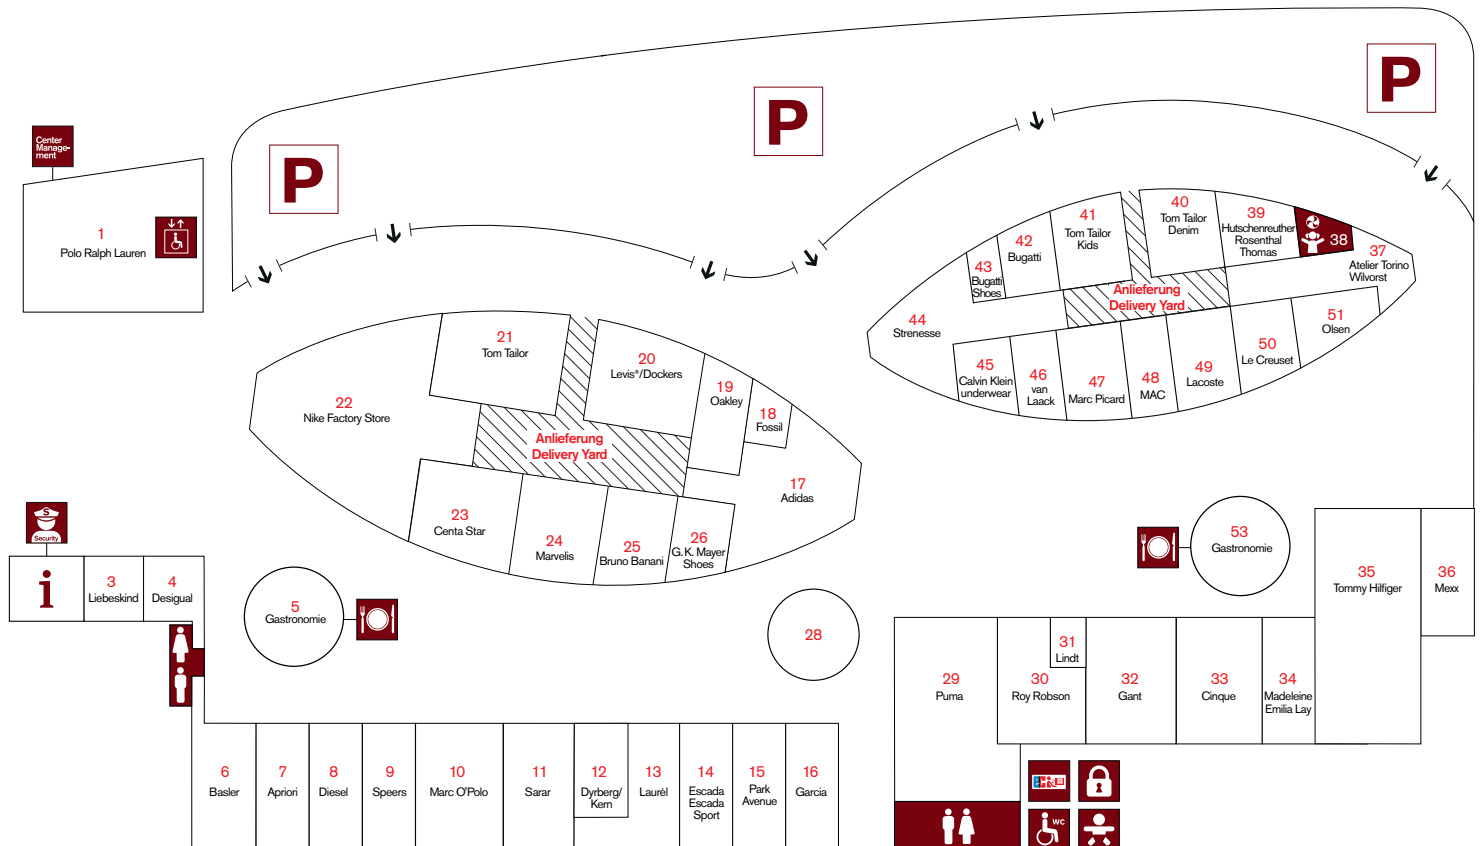 P
P
P
Center
Manage-
ment
1
Polo Ralph Lauren
40
Tom Tailor
Denim
39
Hutschenreuther
Rosenthal
Thomas
38
37
Atelier Torino
Wilvorst
41
Tom Tailor
Kids
42
Bugatti
43
Bugatti
Shoes
Anlieferung
Delivery Yard
44
Strenesse
51
Olsen
50
Le Creuset
49
Lacoste
48
MAC
47
Marc Picard
46
van
Laack
45
Calvin Klein
underwear
21
Tom Tailor
20
Levis®/Dockers
19
Oakley
18
Fossil
22
Nike Factory Store
Anlieferung
Delivery Yard
17
Adidas
23
Centa Star
24
Marvelis
25
Bruno Banani
26
G. K. Mayer
Shoes
S
Security
i
3
Liebeskind
4
Desigual
5
Gastronomie
28
53
Gastronomie
35
Tommy Hilfiger
36
Mexx
29
Puma
30
Roy Robson
31
Lindt
32
Gant
33
Cinque
34
Madeleine
Emilia Lay
6
Basler
7
Apriori
8
Diesel
9
Speers
10
Marc O'Polo
11
Sarar
12
Dyrberg/
Kern
13
Laurèl
14
Escada
Escada
Sport
15
Park
Avenue
16
Garcia
WC